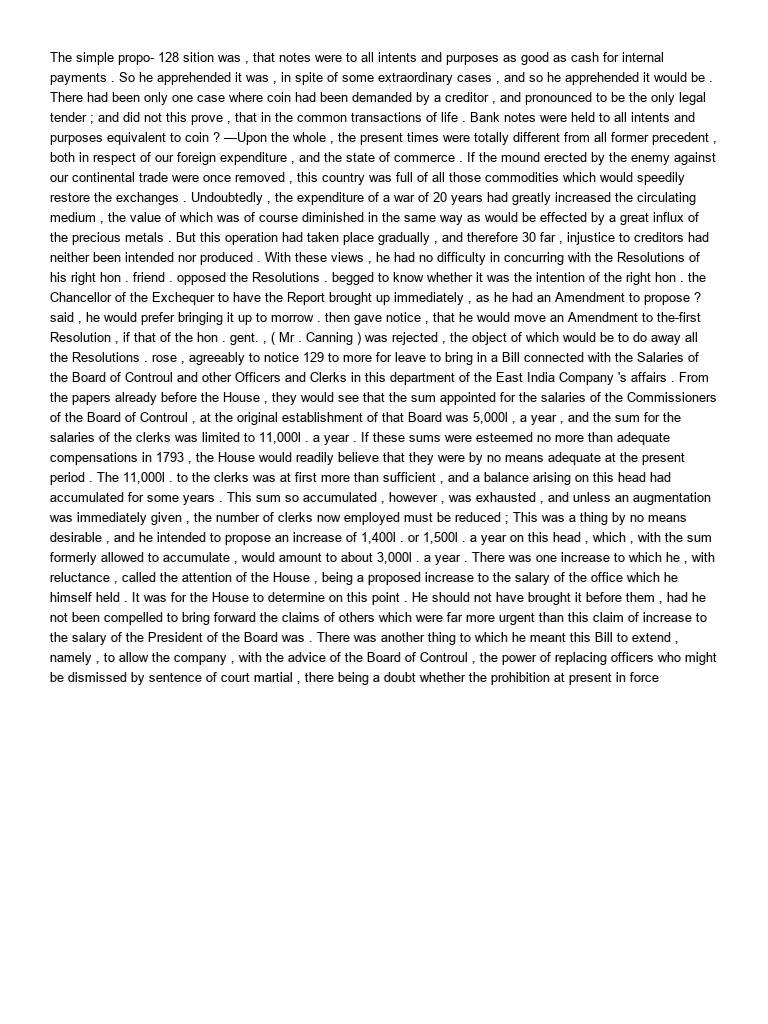 The simple propo- 128 sition was , that notes were to all intents and purposes as good as cash for internal
payments . So he apprehended it was , in spite of some extraordinary cases , and so he apprehended it would be .
There had been only one case where coin had been demanded by a creditor , and pronounced to be the only legal
tender ; and did not this prove , that in the common transactions of life . Bank notes were held to all intents and
purposes equivalent to coin ? —Upon the whole , the present times were totally different from all former precedent ,
both in respect of our foreign expenditure , and the state of commerce . If the mound erected by the enemy against
our continental trade were once removed , this country was full of all those commodities which would speedily
restore the exchanges . Undoubtedly , the expenditure of a war of 20 years had greatly increased the circulating
medium , the value of which was of course diminished in the same way as would be effected by a great influx of
the precious metals . But this operation had taken place gradually , and therefore 30 far , injustice to creditors had
neither been intended nor produced . With these views , he had no difficulty in concurring with the Resolutions of
his right hon . friend . opposed the Resolutions . begged to know whether it was the intention of the right hon . the
Chancellor of the Exchequer to have the Report brought up immediately , as he had an Amendment to propose ?
said , he would prefer bringing it up to morrow . then gave notice , that he would move an Amendment to the-first
Resolution , if that of the hon . gent. , ( Mr . Canning ) was rejected , the object of which would be to do away all
the Resolutions . rose , agreeably to notice 129 to more for leave to bring in a Bill connected with the Salaries of
the Board of Controul and other Officers and Clerks in this department of the East India Company 's affairs . From
the papers already before the House , they would see that the sum appointed for the salaries of the Commissioners
of the Board of Controul , at the original establishment of that Board was 5,000l , a year , and the sum for the
salaries of the clerks was limited to 11,000l . a year . If these sums were esteemed no more than adequate
compensations in 1793 , the House would readily believe that they were by no means adequate at the present
period . The 11,000l . to the clerks was at first more than sufficient , and a balance arising on this head had
accumulated for some years . This sum so accumulated , however , was exhausted , and unless an augmentation
was immediately given , the number of clerks now employed must be reduced ; This was a thing by no means
desirable , and he intended to propose an increase of 1,400l . or 1,500l . a year on this head , which , with the sum
formerly allowed to accumulate , would amount to about 3,000l . a year . There was one increase to which he , with
reluctance , called the attention of the House , being a proposed increase to the salary of the office which he
himself held . It was for the House to determine on this point . He should not have brought it before them , had he
not been compelled to bring forward the claims of others which were far more urgent than this claim of increase to
the salary of the President of the Board was . There was another thing to which he meant this Bill to extend ,
namely , to allow the company , with the advice of the Board of Controul , the power of replacing officers who might
be dismissed by sentence of court martial , there being a doubt whether the prohibition at present in force